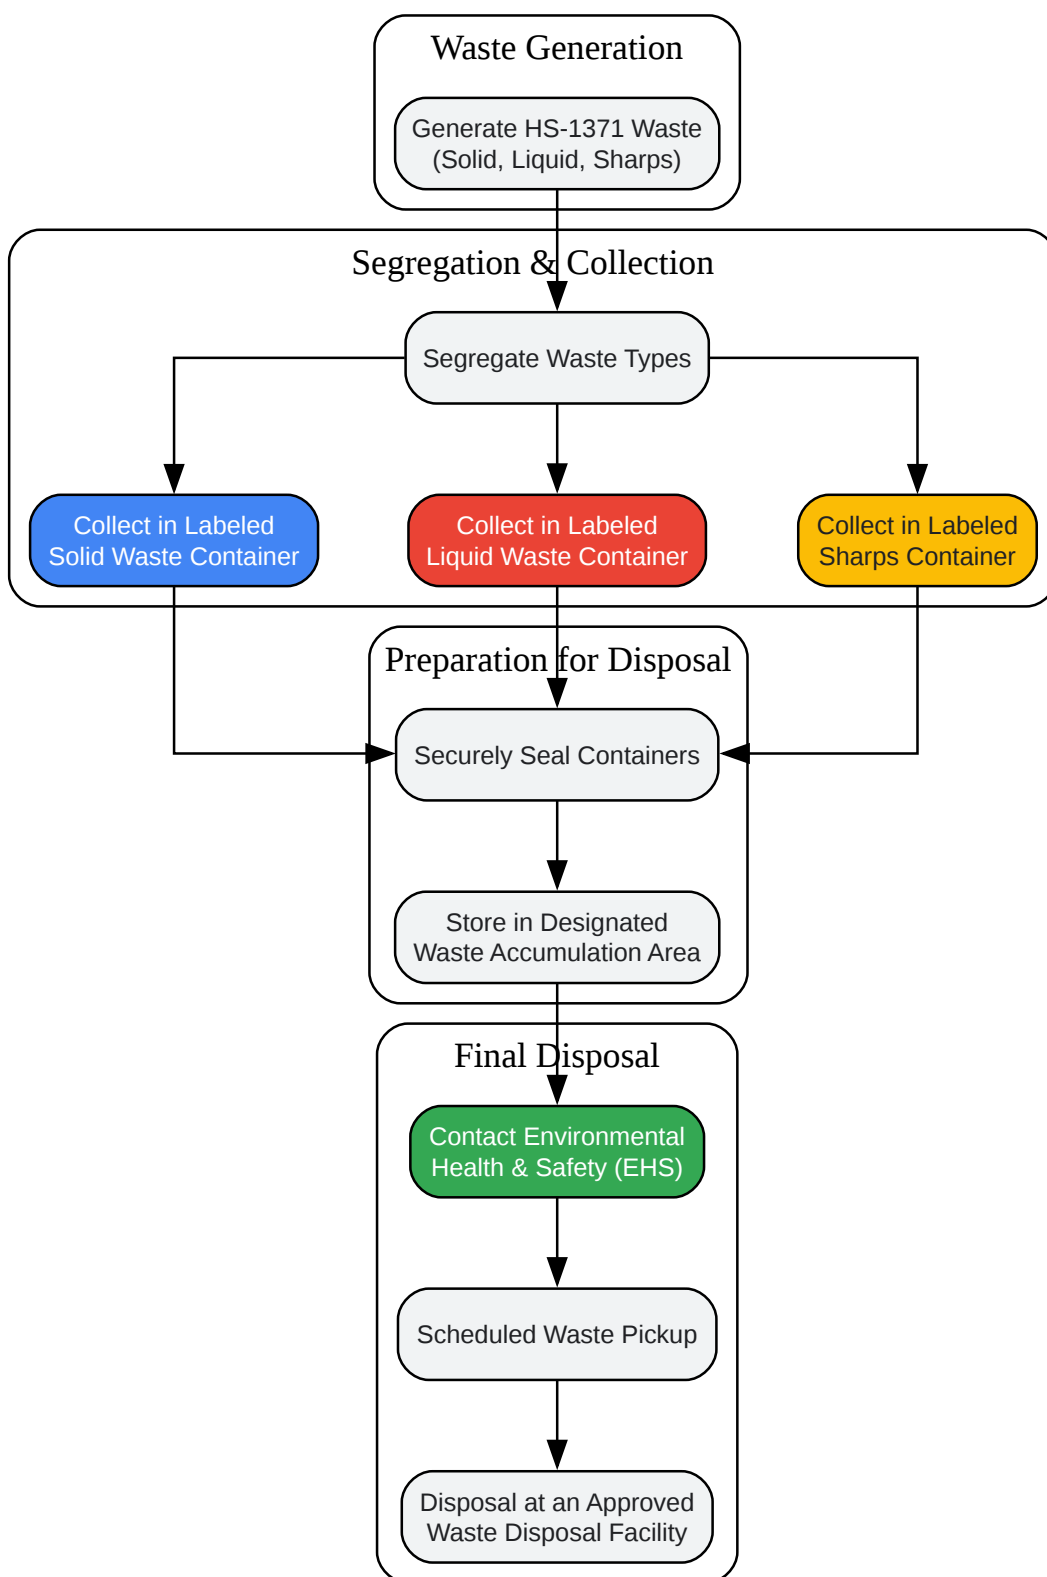 Waste Generation
Generate HS-1371 Waste
(Solid, Liquid, Sharps)
Segregation & Collection
Segregate Waste Types
Collect in Labeled
Solid Waste Container
Collect in Labeled
Liquid Waste Container
Collect in Labeled
Sharps Container
Preparation for Disposal
Securely Seal Containers
Store in Designated
Waste Accumulation Area
Final Disposal
Contact Environmental
Health & Safety (EHS)
Scheduled Waste Pickup
Disposal at an Approved
Waste Disposal Facility